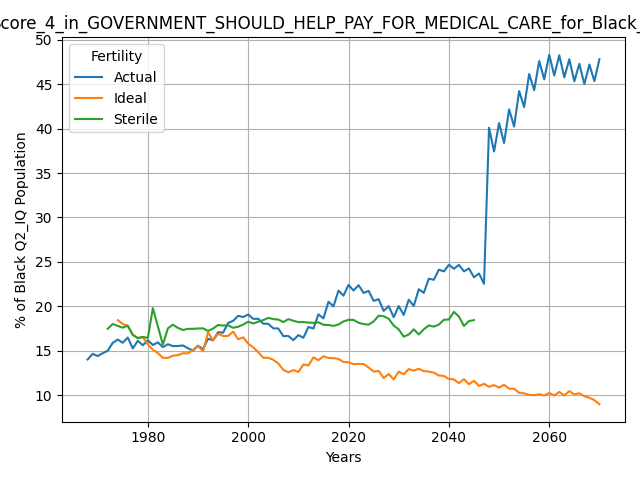 score_4_in_GOVERNMENT_SHOULD_HELP_PAY_FOR_MEDICAL_CARE_for_Black_
Fertility
Actual
Ideal
Sterile
% of Black Q2_IQ Population
50
45
40
35
30
25
20
15
10
1980
2000
2020
2040
2060
Years